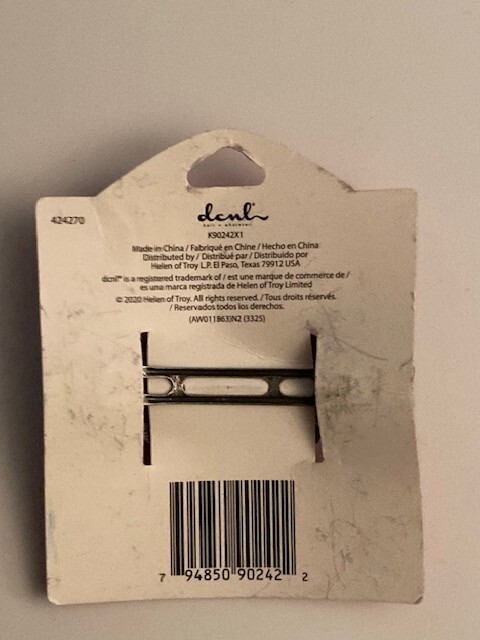 424270
dcnl®
hair + whatever
K90242X1
Made in China / Fabriqué en Chine / Hecho en China
Distributed by / Distribué par / Distribuido por
Helen of Troy L.P. El Paso, Texas 79912 USA
dcnl™ is a registered trademark of / est une marque de commerce de /
es una marca registrada de Helen of Troy Limited
© 2020 Helen of Troy. All rights reserved. / Tous droits réservés.
/ Reservados todos los derechos.
(AW011863)N2 (3325)
7 94850 90242 2